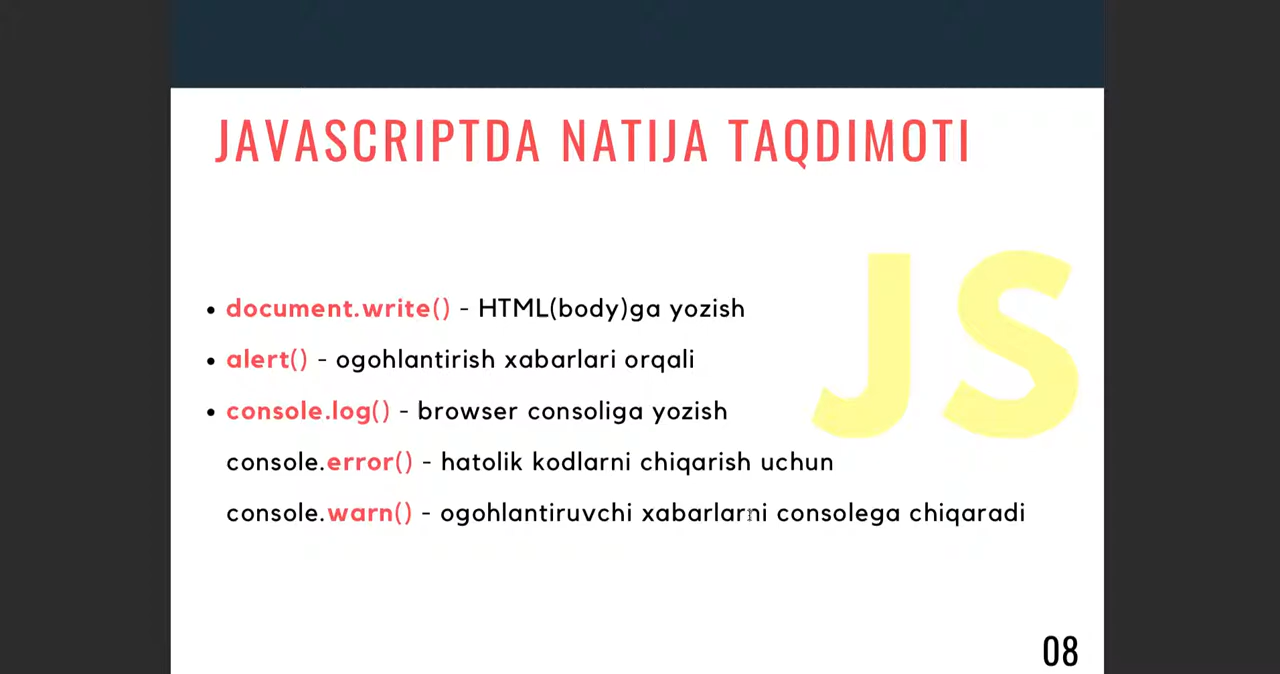 JAVASCRIPTDA NATIJA TAQDIMOTI
JS
• document.write() - HTML(body)ga yozish
• alert() - ogohlantirish xabarlari orqali
• console.log() - browser consoliga yozish
console.error() - hatolik kodlarni chiqarish uchun
console.warn() - ogohlantiruvchi xabarlarni consolega chiqaradi
08